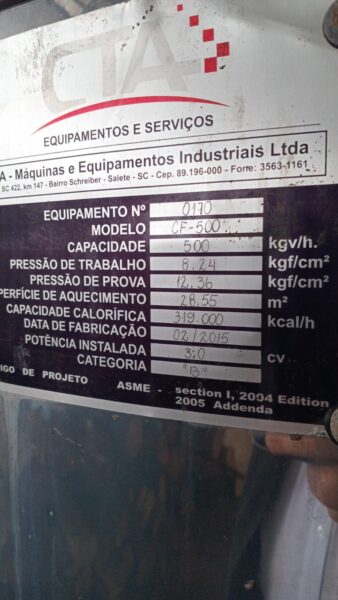 CTA
EQUIPAMENTOS E SERVIÇOS
A - Máquinas e Equipamentos Industriais Ltda
SC 422, km 147 - Bairro Schreiber - Salete - SC - Cep. 89.196-000 - Fone: 3563-1161
EQUIPAMENTO Nº 0170
MODELO CF-500
CAPACIDADE 500 kgv/h.
PRESSÃO DE TRABALHO 8,24 kgf/cm²
PRESSÃO DE PROVA 12,36 kgf/cm²
PERFÍCIE DE AQUECIMENTO 28,55 m²
CAPACIDADE CALORÍFICA 319.000 kcal/h
DATA DE FABRICAÇÃO 02/2015
POTÊNCIA INSTALADA 3,0 cv
CATEGORIA "B"
IGO DE PROJETO ASME - section I, 2004 Edition
2005 Addenda